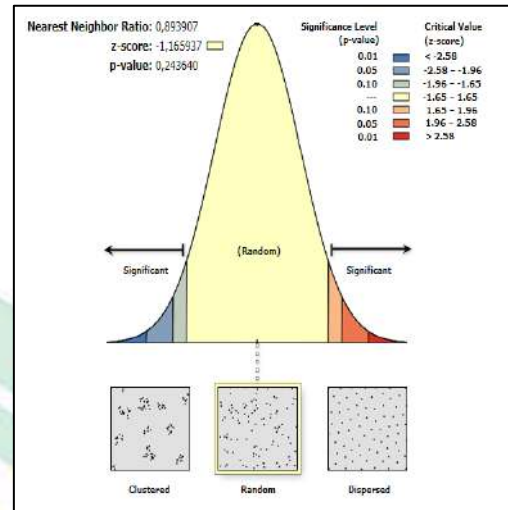 Nearest Neighbor Ratio: 0,893907
z-score: -1,165937
p-value: 0,243640
Significance Level
(p-value)
Critical Value
(z-score)
0.01 < -2.58
0.05 -2.58 – -1.96
0.10 -1.96 – -1.65
--- -1.65 – 1.65
0.10 1.65 – 1.96
0.05 1.96 – 2.58
0.01 > 2.58
(Random)
Significant
Significant
Clustered
Random
Dispersed